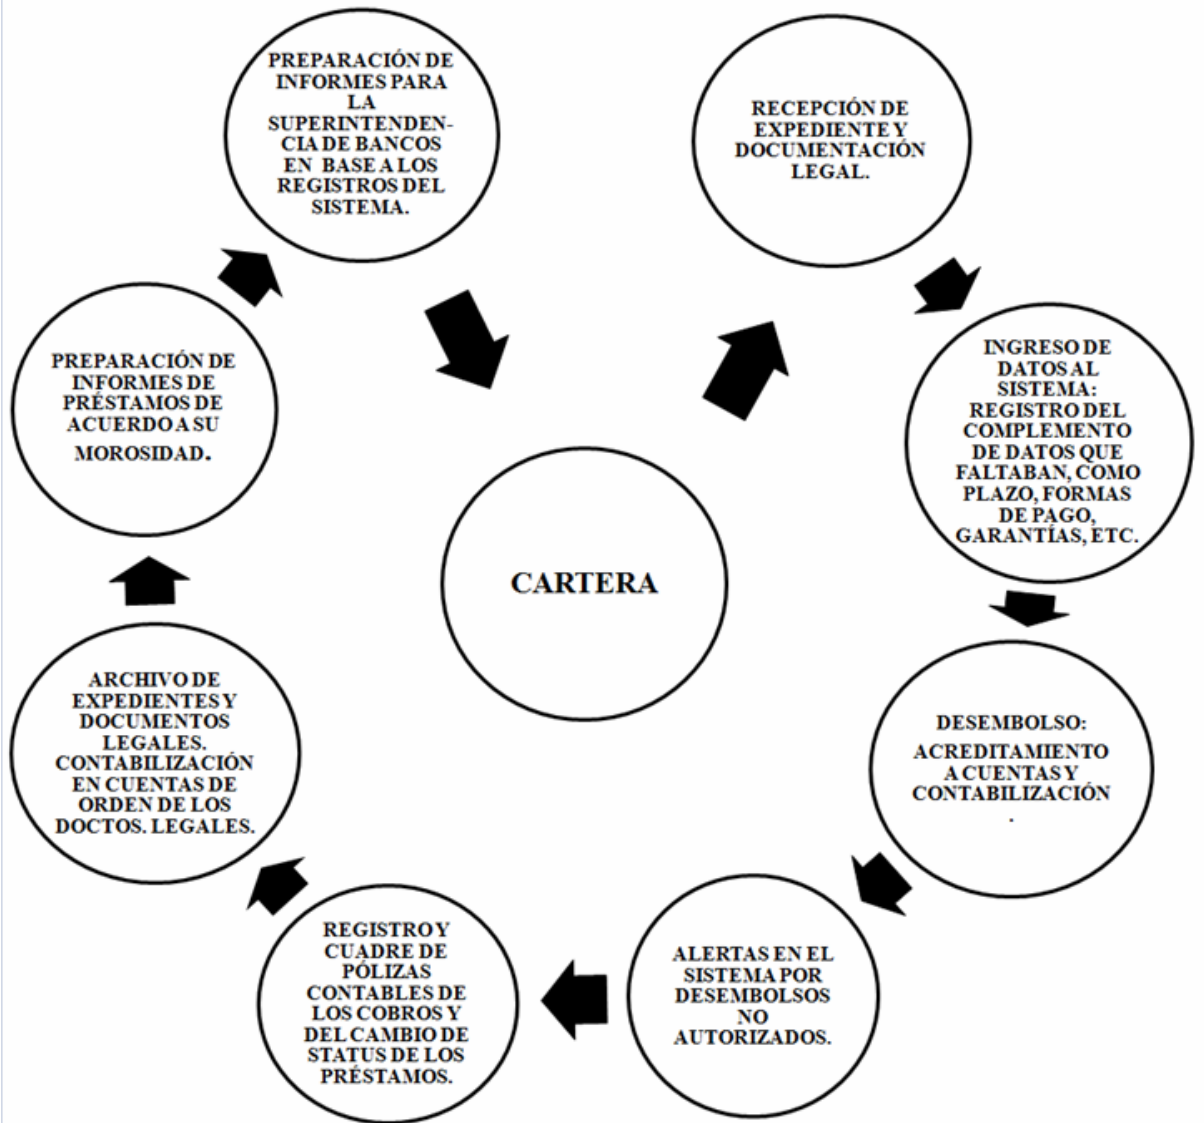 CARTERA
RECEPCIÓN DE
EXPEDIENTE Y
DOCUMENTACIÓN
LEGAL.
INGRESO DE
DATOS AL
SISTEMA:
REGISTRO DEL
COMPLEMENTO
DE DATOS QUE
FALTABAN, COMO
PLAZO, FORMAS
DE PAGO,
GARANTÍAS, ETC.
DESEMBOLSO:
ACREDITAMIENTO
A CUENTAS Y
CONTABILIZACIÓN
.
ALERTAS EN EL
SISTEMA POR
DESEMBOLSOS
NO
AUTORIZADOS.
REGISTRO Y
CUADRE DE
PÓLIZAS
CONTABLES DE
LOS COBROS Y
DEL CAMBIO DE
STATUS DE LOS
PRÉSTAMOS.
ARCHIVO DE
EXPEDIENTES Y
DOCUMENTOS
LEGALES.
CONTABILIZACIÓN
EN CUENTAS DE
ORDEN DE LOS
DOCTOS. LEGALES.
PREPARACIÓN DE
INFORMES DE
PRÉSTAMOS DE
ACUERDO A SU
MOROSIDAD.
PREPARACIÓN DE
INFORMES PARA
LA
SUPERINTENDEN-
CIA DE BANCOS
EN BASE A LOS
REGISTROS DEL
SISTEMA.